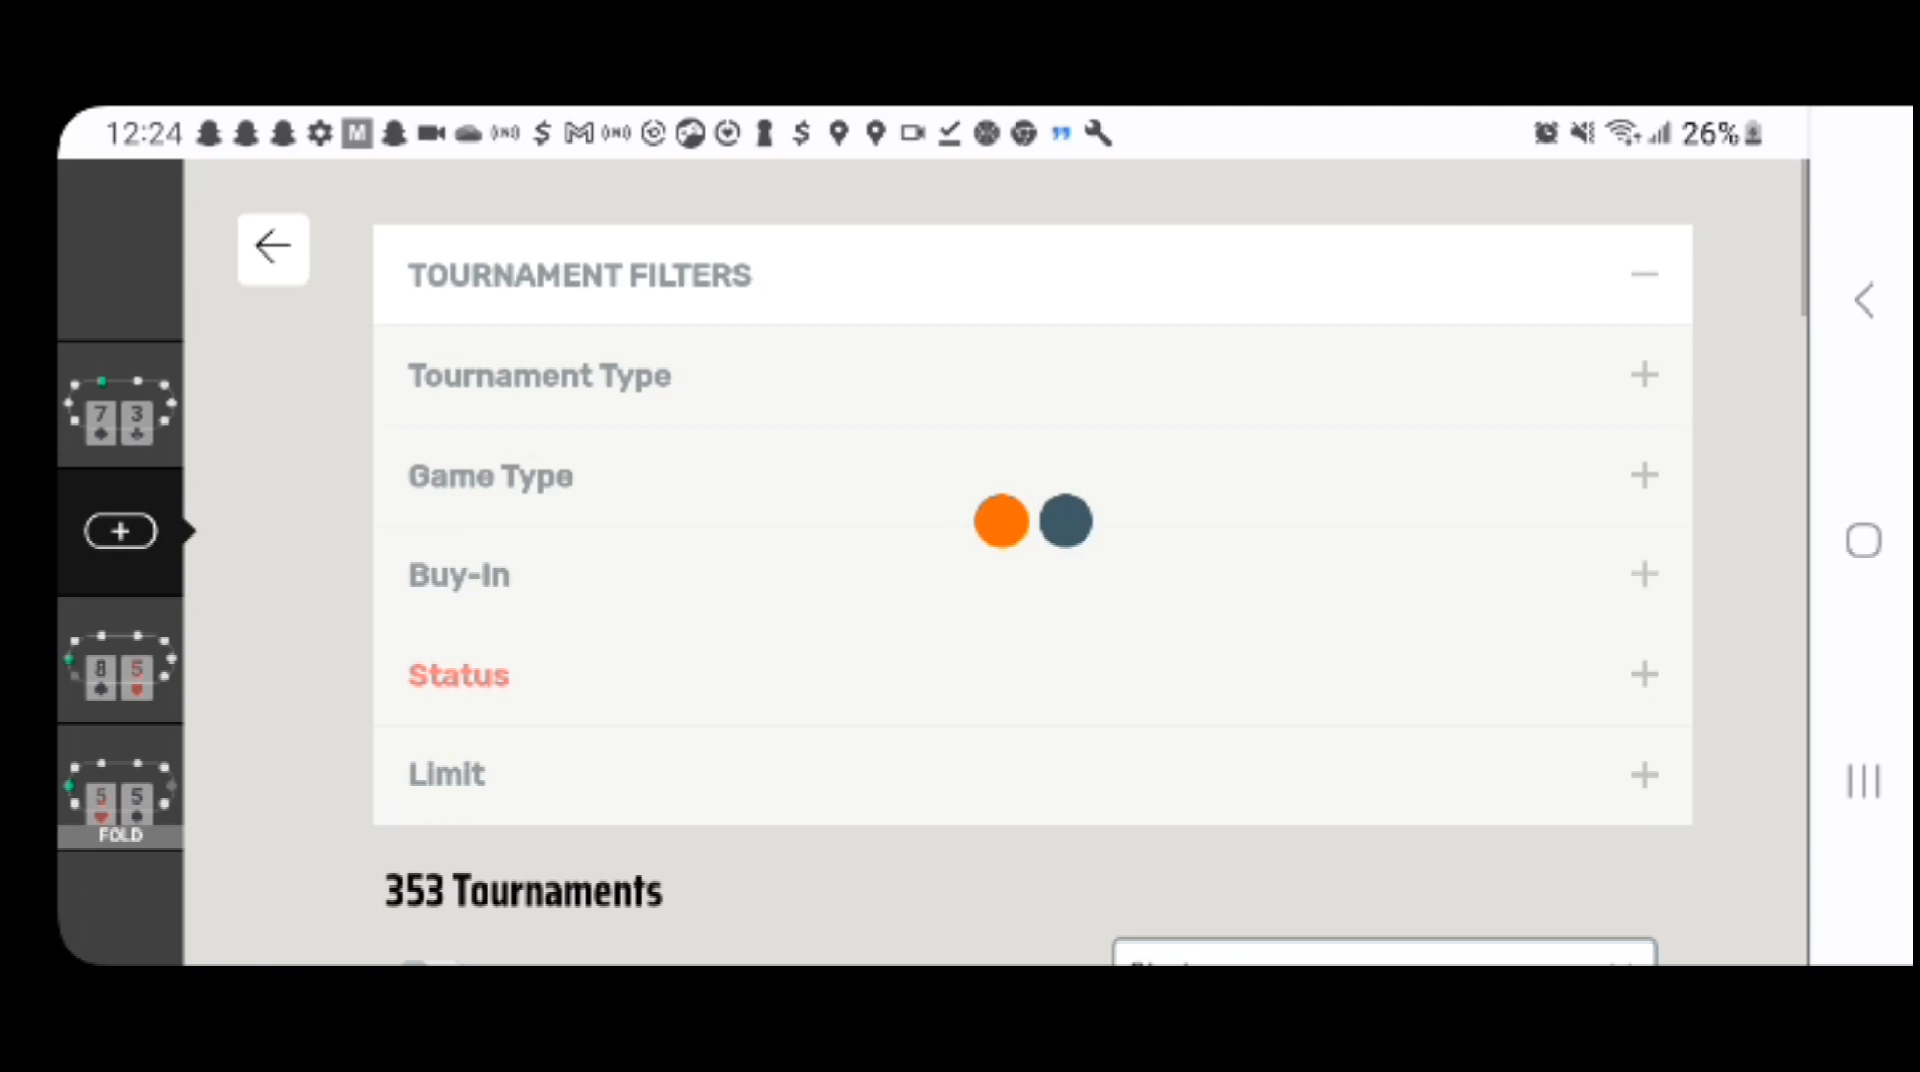 12:24
26%
TOURNAMENT FILTERS
Tournament Type
7 3
Game Type
Buy-In
8 5
Status
5 5
FOLD
Limit
353 Tournaments